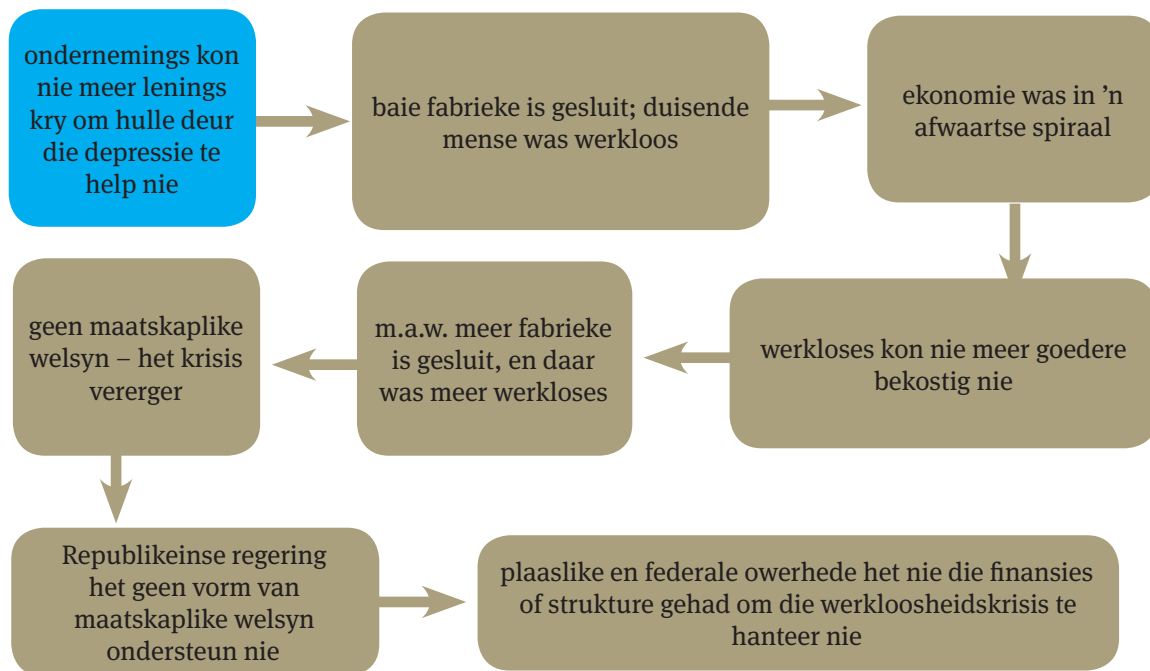 ondernemings kon
nie meer lenings
kry om hulle deur
die depressie te
help nie
baie fabrieke is gesluit; duisende
mense was werkloos
ekonomie was in ’n
afwaartse spiraal
werkloses kon nie meer goedere
bekostig nie
m.a.w. meer fabrieke
is gesluit, en daar
was meer werkloses
geen maatskaplike
welsyn – het krisis
vererger
Republikeinse regering
het geen vorm van
maatskaplike welsyn
ondersteun nie
plaaslike en federale owerhede het nie die finansies
of strukture gehad om die werkloosheidskrisis te
hanteer nie